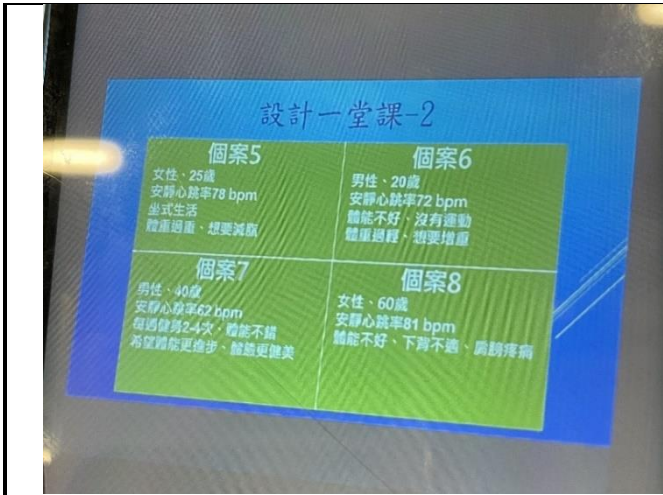 設計一堂課-2
個案5
女性、25歲
安靜心跳率78 bpm
坐式生活
體重過重、想要減脂
個案6
男性、20歲
安靜心跳率72 bpm
體能不好、沒有運動
體重過輕、想要增重
個案7
男性、40歲
安靜心跳率62 bpm
每週健身2-4次，體能不錯
希望體能更進步、體態更健美
個案8
女性、60歲
安靜心跳率81 bpm
體能不好、下背不適、肩膀疼痛